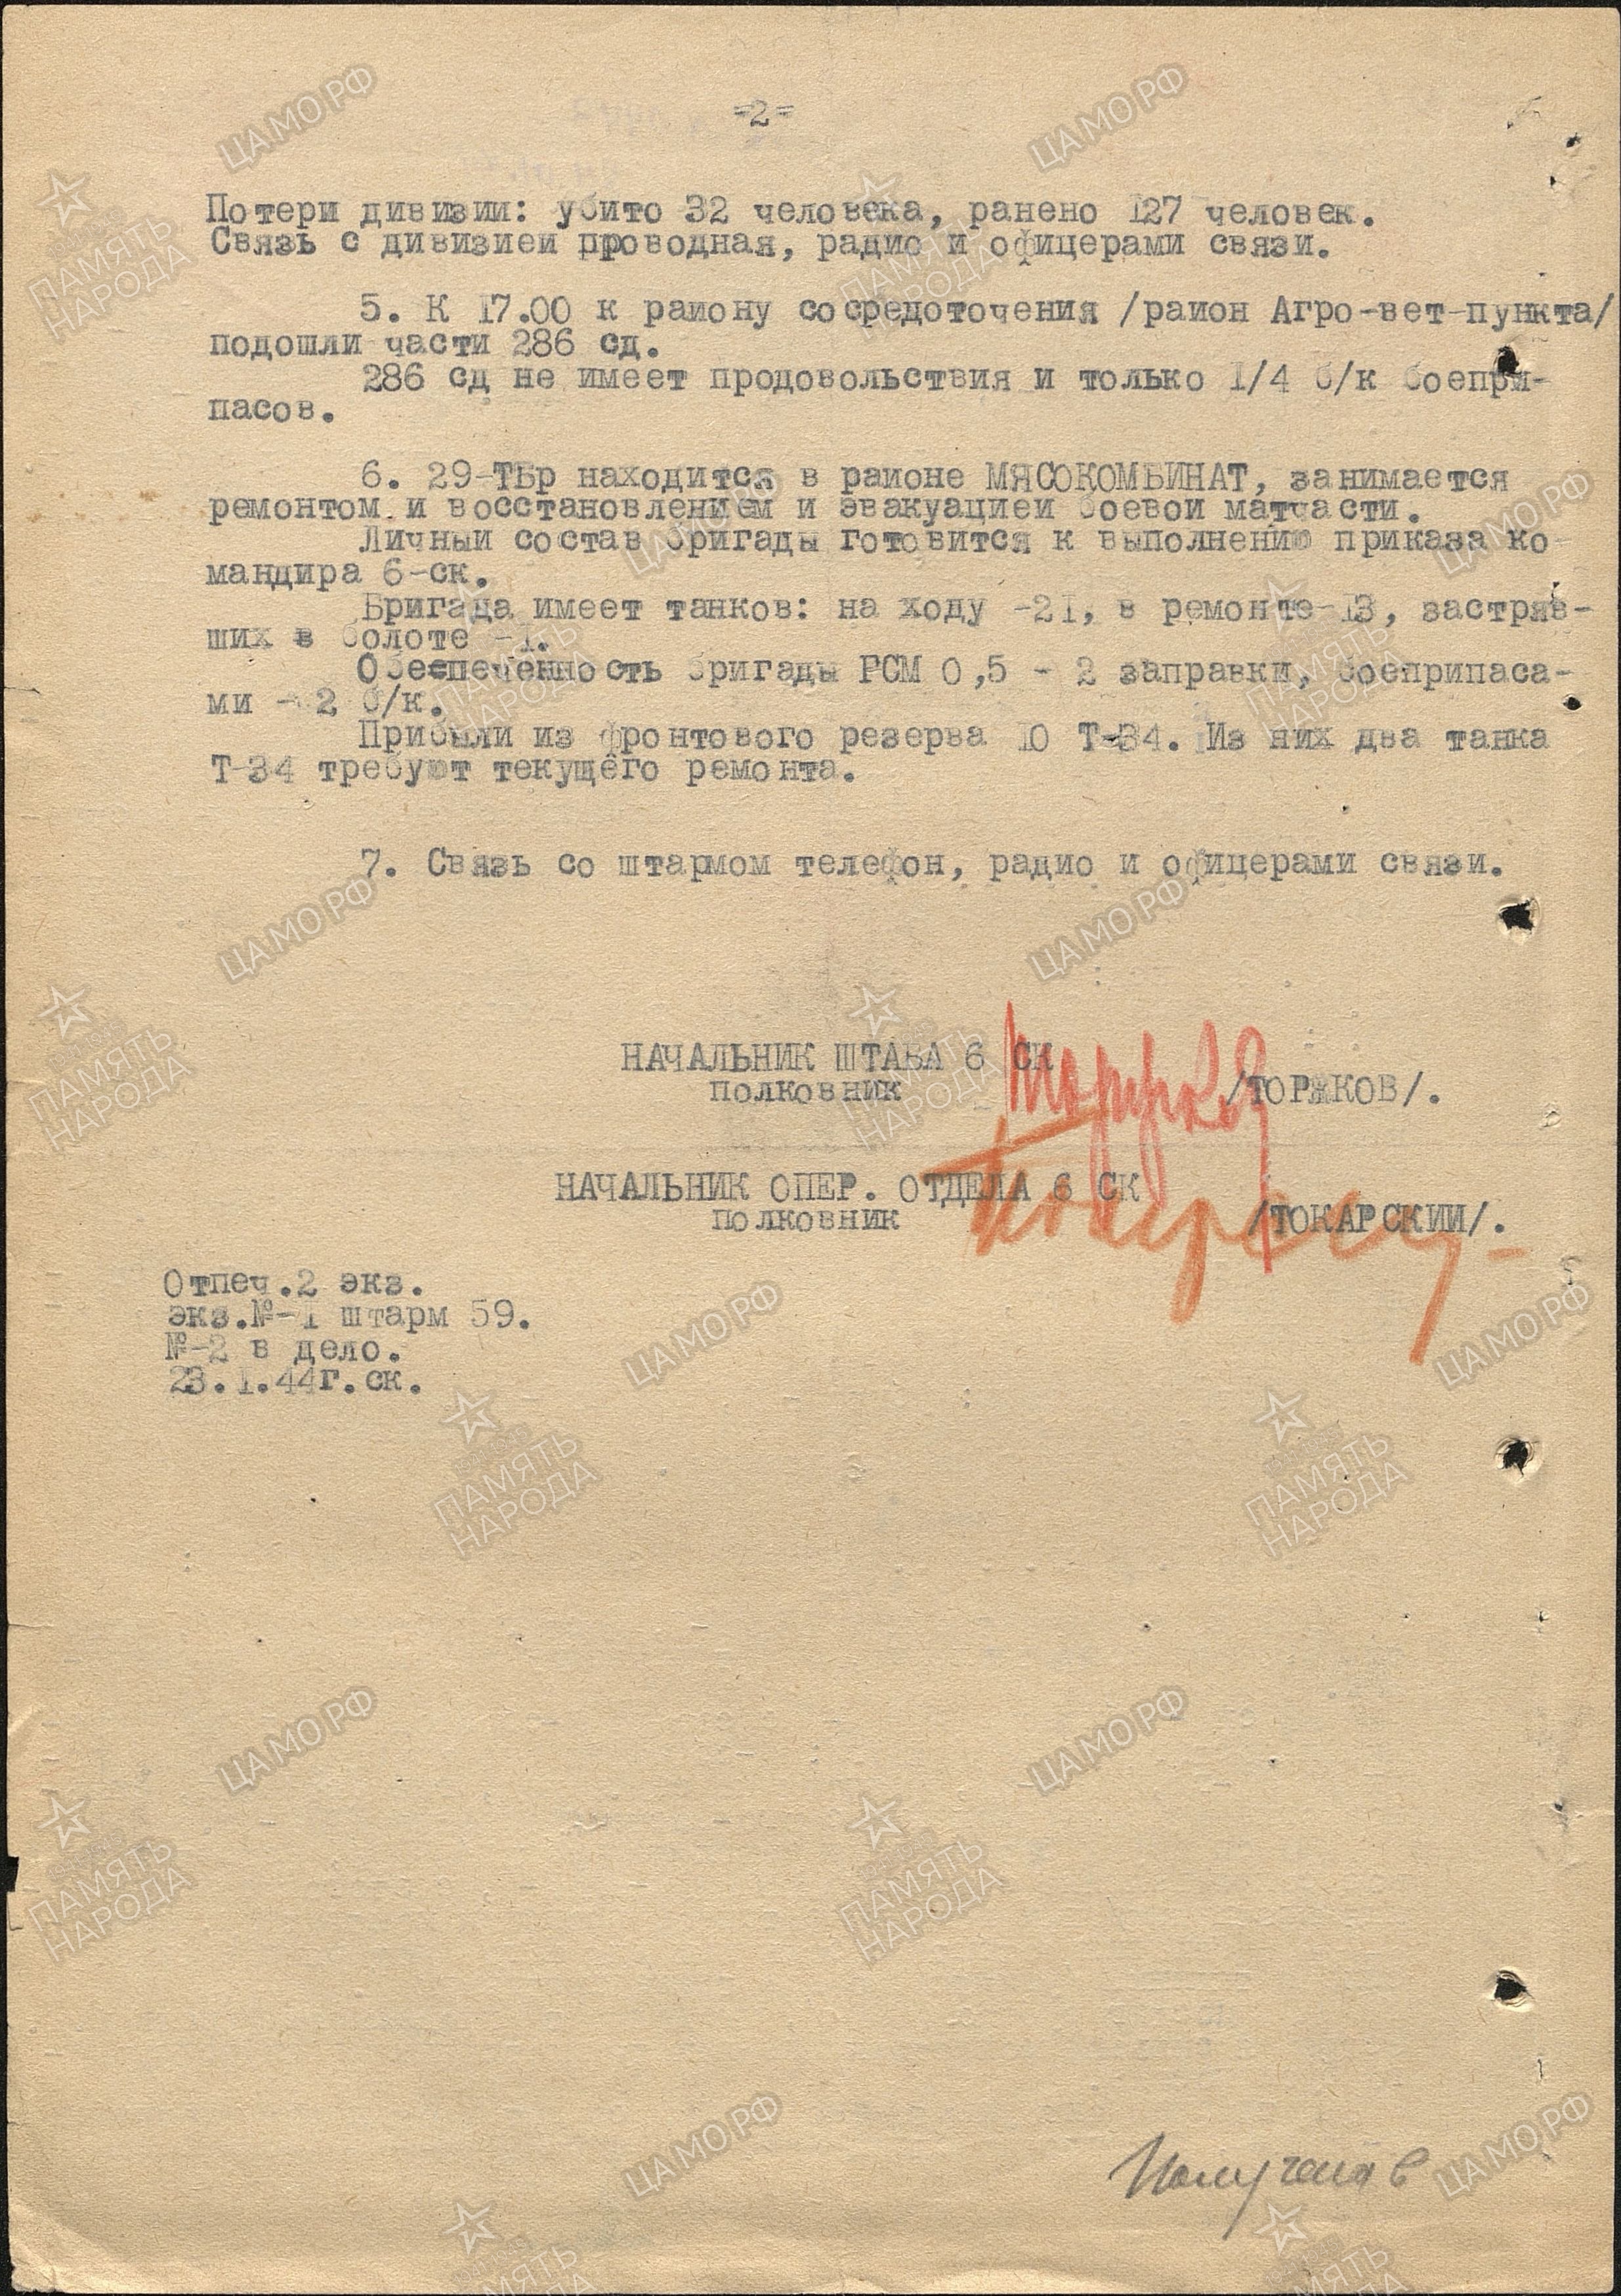 =2=
Потери дивизии: убито 32 человека, ранено 127 человек.
Связь с дивизией проводная, радио и офицерами связи.
5. К 17.00 к району сосредоточения /район Агро-вет-пункта/
подошли части 286 сд.
286 сд не имеет продовольствия и только 1/4 б/к боепри-
пасов.
6. 29-ТБр находится в районе МЯСОКОМБИНАТ, занимается
ремонтом и восстановлением и эвакуацией боевой матчасти.
Личный состав бригады готовится к выполнению приказа ко-
мандира 6-ск.
Бригада имеет танков: на ходу -21, в ремонте-13, застряв-
ших в болоте -1.
Обеспеченность бригады ГСМ 0,5 - 2 заправки, боеприпаса-
ми - 2 б/к.
Прибыли из фронтового резерва 10 Т-34. Из них два танка
Т-34 требуют текущего ремонта.
7. Связь со штармом телефон, радио и офицерами связи.
НАЧАЛЬНИК ШТАБА 6 СК
полковник /ТОРЖКОВ/.
НАЧАЛЬНИК ОПЕР. ОТДЕЛА 6 СК
полковник /ТОКАРСКИЙ/.
Отпеч.2 экз.
экз.№-1 штарм 59.
№-2 в дело.
23.1.44г.ск.
Получена в
ЦАМО.РФ
ПАМЯТЬ
НАРОДА